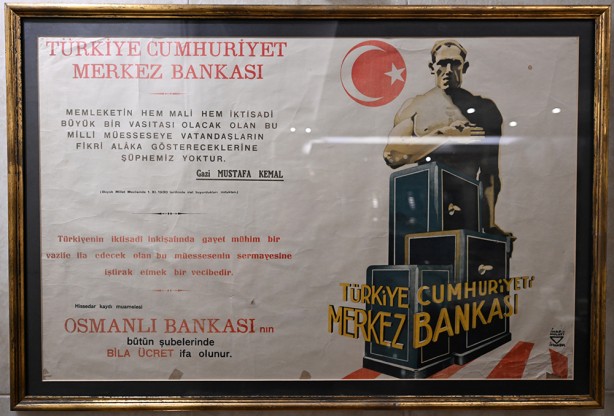 TÜRKİYE CUMHURİYET
MERKEZ BANKASI
MEMLEKETİN HEM MALİ HEM İKTİSADİ
BÜYÜK BİR VASITASI OLACAK OLAN BU
MİLLİ MÜESSESEYE VATANDAŞLARIN
FİKRİ ALÂKA GÖSTERECEKLERİNE
ŞÜPHEMİZ YOKTUR.
Gazi MUSTAFA KEMAL
Türkiyenin iktisadi inkişafında gayet mühim bir
vazife ifa edecek olan bu müessesenin sermayesine
iştirak etmek bir vecibedir.
Hissedar kaydı muamelesi
OSMANLI BANKASI nın
bütün şubelerinde
BİLA ÜCRET ifa olunur.
TÜRKİYE CUMHURİYET
MERKEZ BANKASI